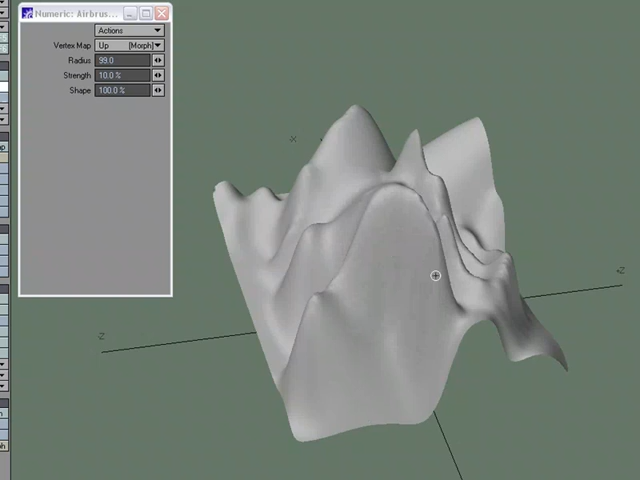 Numeric: Airbrus...
Actions
Vertex Map Up [Morph]
Radius 99.0
Strength 10.0 %
Shape 100.0 %
X
-Z